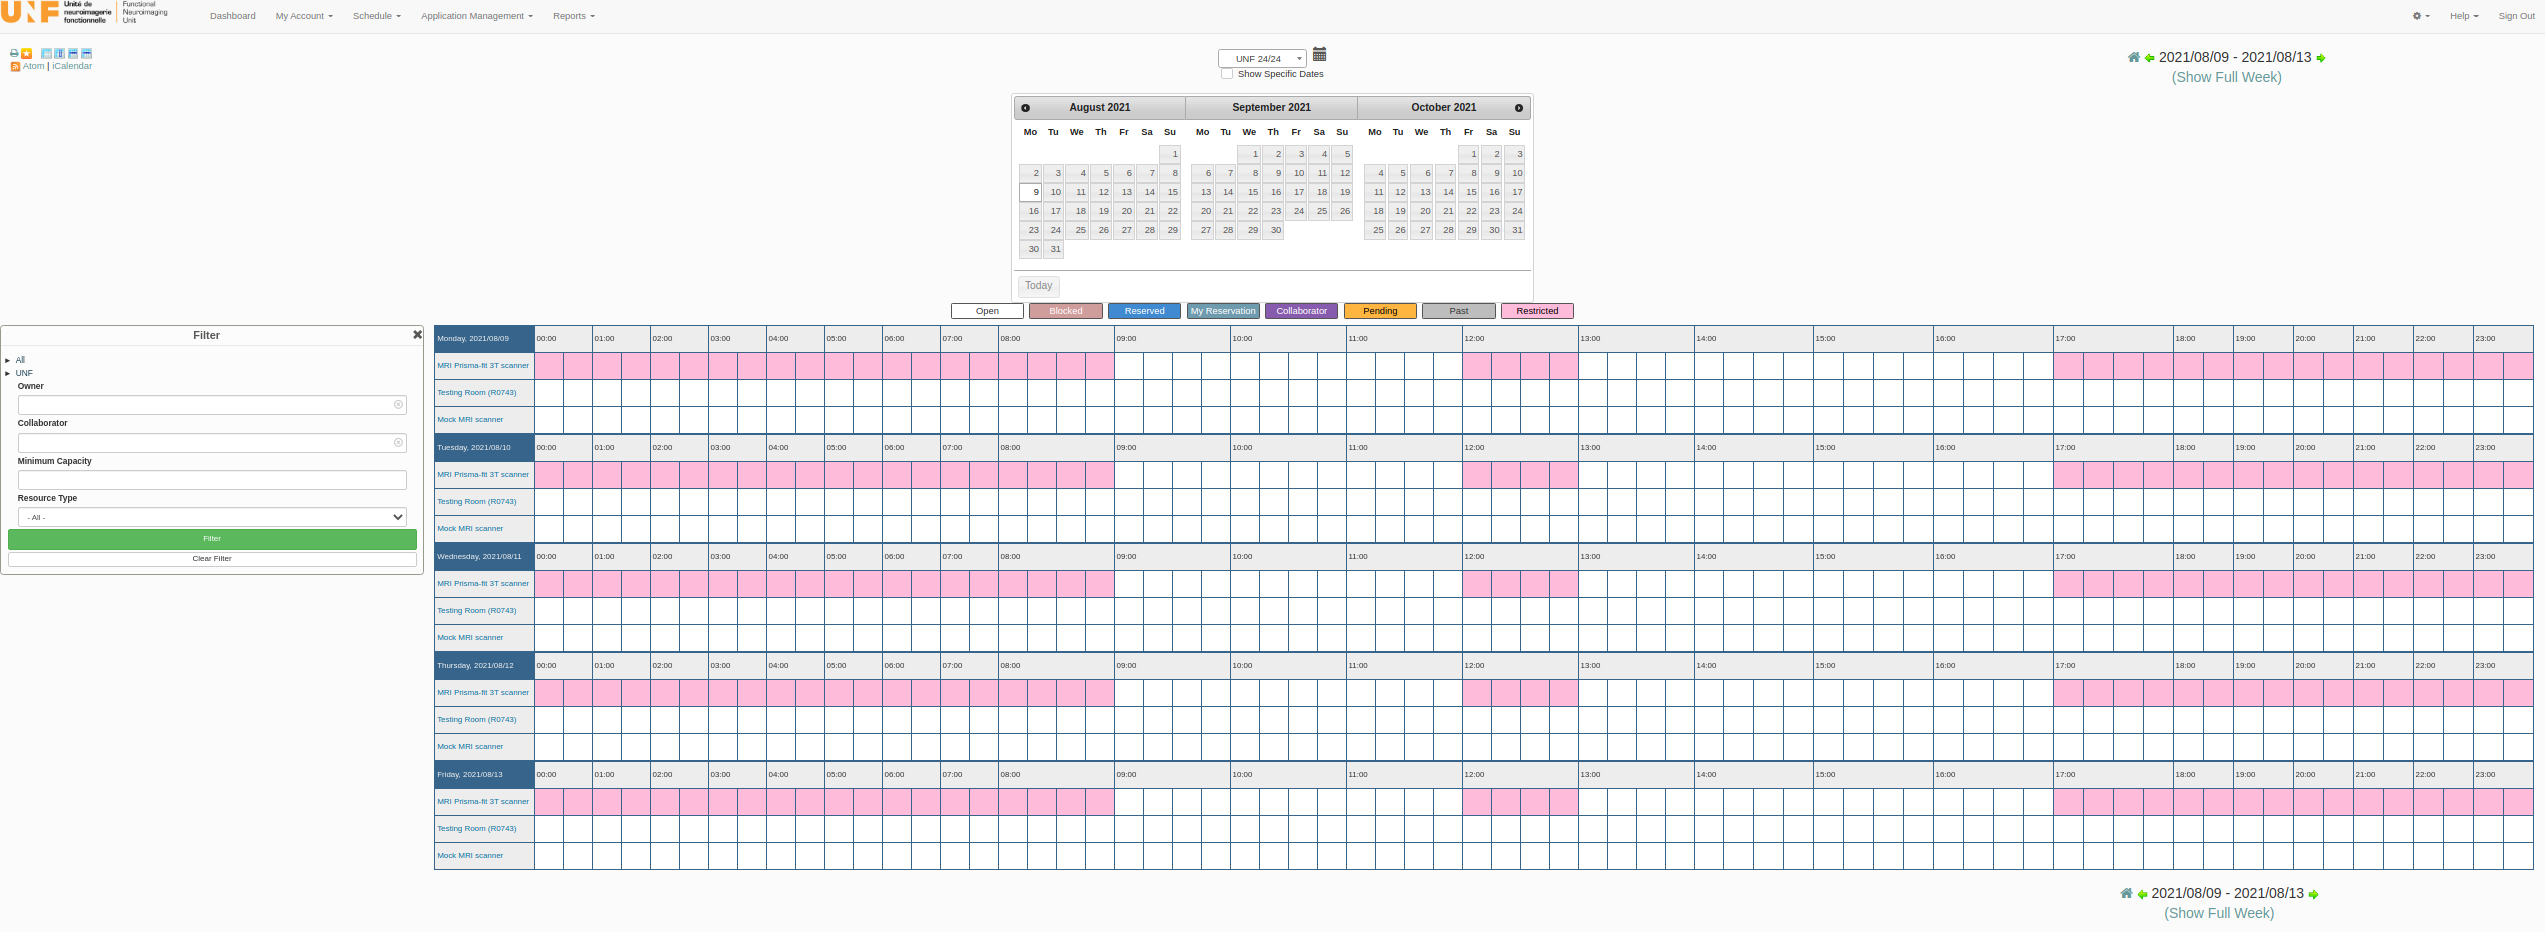 UNF Unité de neuroimagerie fonctionnelle Functional Neuroimaging Unit
Dashboard My Account Schedule Application Management Reports Help Sign Out
Atom | iCalendar
UNF 24/24
Show Specific Dates
2021/08/09 - 2021/08/13
(Show Full Week)
August 2021 September 2021 October 2021
Mo Tu We Th Fr Sa Su Mo Tu We Th Fr Sa Su Mo Tu We Th Fr Sa Su
1 1 2 3 4 5 1 2 3
2 3 4 5 6 7 8 6 7 8 9 10 11 12 4 5 6 7 8 9 10
9 10 11 12 13 14 15 13 14 15 16 17 18 19 11 12 13 14 15 16 17
16 17 18 19 20 21 22 20 21 22 23 24 25 26 18 19 20 21 22 23 24
23 24 25 26 27 28 29 27 28 29 30 25 26 27 28 29 30 31
30 31
Today
Open Blocked Reserved My Reservation Collaborator Pending Past Restricted
Filter
All
UNF
Owner
Collaborator
Minimum Capacity
Resource Type
- All -
Filter
Clear Filter
Monday, 2021/08/09 00:00 01:00 02:00 03:00 04:00 05:00 06:00 07:00 08:00 09:00 10:00 11:00 12:00 13:00 14:00 15:00 16:00 17:00 18:00 19:00 20:00 21:00 22:00 23:00
MRI Prisma-fit 3T scanner
Testing Room (R0743)
Mock MRI scanner
Tuesday, 2021/08/10 00:00 01:00 02:00 03:00 04:00 05:00 06:00 07:00 08:00 09:00 10:00 11:00 12:00 13:00 14:00 15:00 16:00 17:00 18:00 19:00 20:00 21:00 22:00 23:00
MRI Prisma-fit 3T scanner
Testing Room (R0743)
Mock MRI scanner
Wednesday, 2021/08/11 00:00 01:00 02:00 03:00 04:00 05:00 06:00 07:00 08:00 09:00 10:00 11:00 12:00 13:00 14:00 15:00 16:00 17:00 18:00 19:00 20:00 21:00 22:00 23:00
MRI Prisma-fit 3T scanner
Testing Room (R0743)
Mock MRI scanner
Thursday, 2021/08/12 00:00 01:00 02:00 03:00 04:00 05:00 06:00 07:00 08:00 09:00 10:00 11:00 12:00 13:00 14:00 15:00 16:00 17:00 18:00 19:00 20:00 21:00 22:00 23:00
MRI Prisma-fit 3T scanner
Testing Room (R0743)
Mock MRI scanner
Friday, 2021/08/13 00:00 01:00 02:00 03:00 04:00 05:00 06:00 07:00 08:00 09:00 10:00 11:00 12:00 13:00 14:00 15:00 16:00 17:00 18:00 19:00 20:00 21:00 22:00 23:00
MRI Prisma-fit 3T scanner
Testing Room (R0743)
Mock MRI scanner
2021/08/09 - 2021/08/13
(Show Full Week)